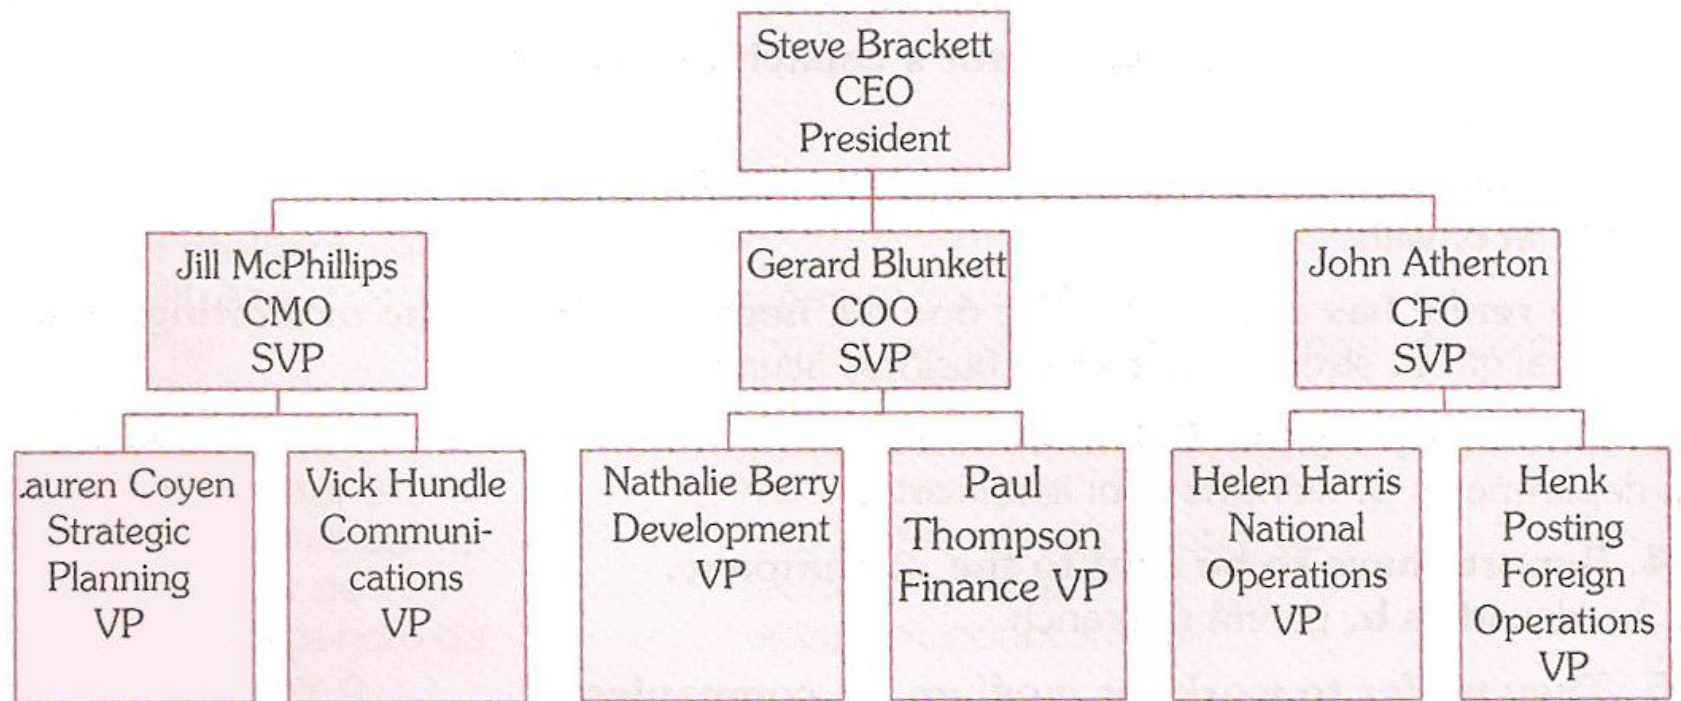 Steve Brackett
CEO
President
Jill McPhillips
CMO
SVP
Gerard Blunkett
COO
SVP
John Atherton
CFO
SVP
auren Coyen
Strategic
Planning
VP
Vick Hundle
Communi-
cations
VP
Nathalie Berry
Development
VP
Paul
Thompson
Finance VP
Helen Harris
National
Operations
VP
Henk
Posting
Foreign
Operations
VP